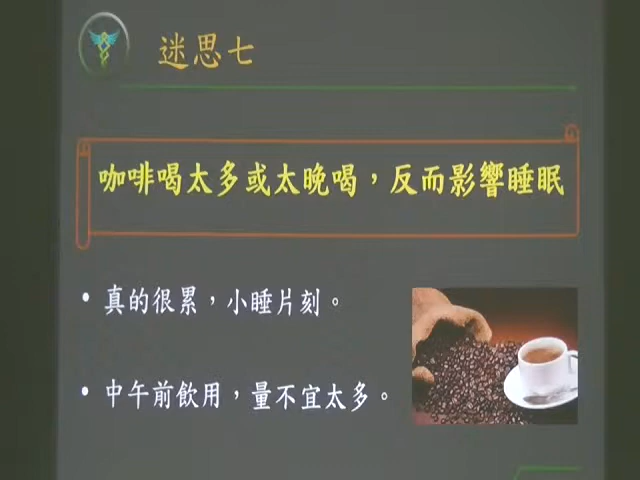 迷思七
咖啡喝太多或太晚喝，反而影響睡眠
• 真的很累，小睡片刻。
• 中午前飲用，量不宜太多。